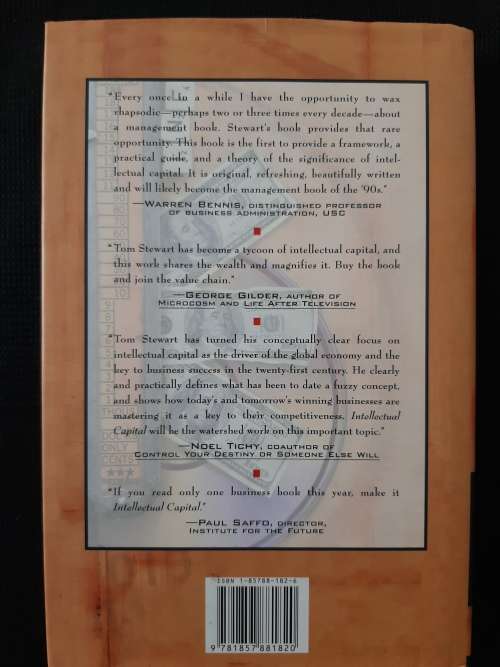 "Every once in a while I have the opportunity to wax
rhapsodic—perhaps two or three times every decade—about
a management book. Stewart's book provides that rare
opportunity. This book is the first to provide a framework, a
practical guide, and a theory of the significance of intel-
lectual capital. It is original, refreshing, beautifully written
and will likely become the management book of the '90s."
—WARREN BENNIS, DISTINGUISHED PROFESSOR
OF BUSINESS ADMINISTRATION, USC
"Tom Stewart has become a tycoon of intellectual capital, and
this work shares the wealth and magnifies it. Buy the book
and join the value chain."
—GEORGE GILDER, AUTHOR OF
MICROCOSM AND LIFE AFTER TELEVISION
"Tom Stewart has turned his conceptually clear focus on
intellectual capital as the driver of the global economy and the
key to business success in the twenty-first century. He clearly
and practically defines what has been to date a fuzzy concept,
and shows how today's and tomorrow's winning businesses are
mastering it as a key to their competitiveness. Intellectual
Capital will be the watershed work on this important topic."
—NOEL TICHY, COAUTHOR OF
CONTROL YOUR DESTINY OR SOMEONE ELSE WILL
"If you read only one business book this year, make it
Intellectual Capital."
—PAUL SAFFO, DIRECTOR,
INSTITUTE FOR THE FUTURE
ONLY
CENTS
ISBN 1-85788-182-6
9 781857 881820